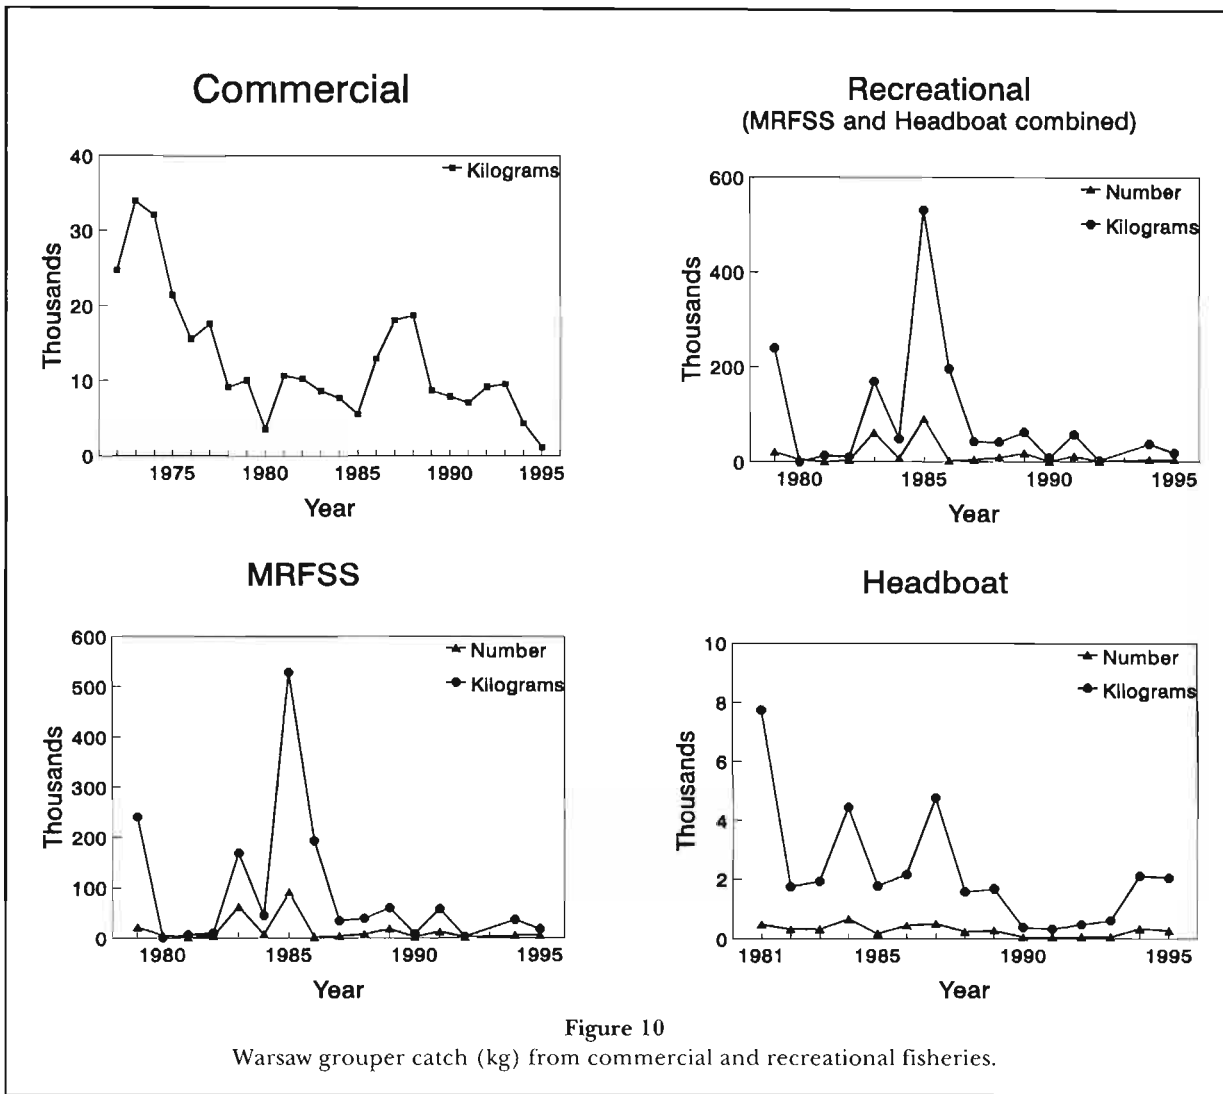 Commercial
40
30
20
10
0
Thousands
Kilograms
1975
1980
1985
1990
1995
Year
Recreational
(MRFSS and Headboat combined)
600
400
200
0
Thousands
Number
Kilograms
1980
1985
1990
1995
Year
MRFSS
600
500
400
300
200
100
0
Thousands
Number
Kilograms
1980
1985
1990
1995
Year
Headboat
10
8
6
4
2
0
Thousands
Number
Kilograms
1981
1985
1990
1995
Year
Figure 10
Warsaw grouper catch (kg) from commercial and recreational fisheries.